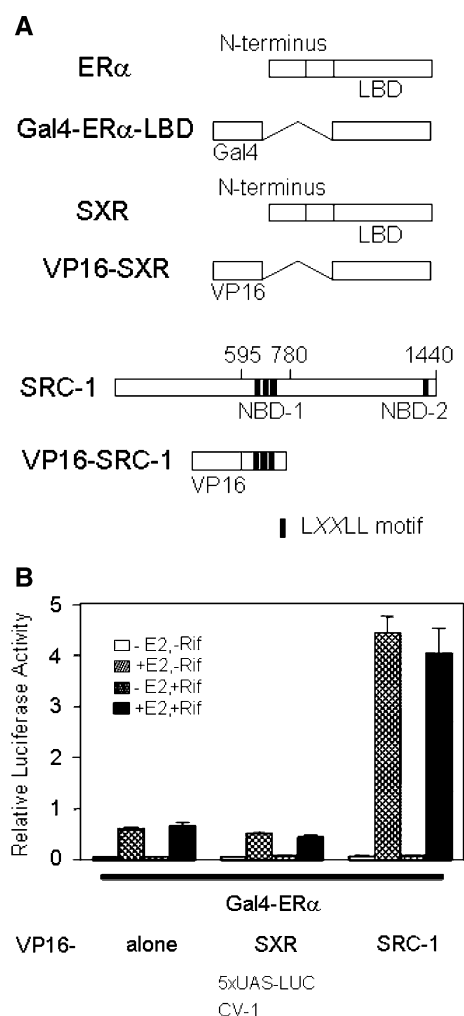 A
N-terminus
ERα
LBD
Gal4-ERα-LBD
Gal4
N-terminus
SXR
LBD
VP16-SXR
VP16
595 780 1440
SRC-1
NBD-1 NBD-2
VP16-SRC-1
VP16
LXXLL motif
B
Relative Luciferase Activity
5
4
3
2
1
0
- E2,-Rif
+E2,-Rif
- E2,+Rif
+E2,+Rif
Gal4-ERα
VP16- alone SXR SRC-1
5xUAS-LUC
CV-1